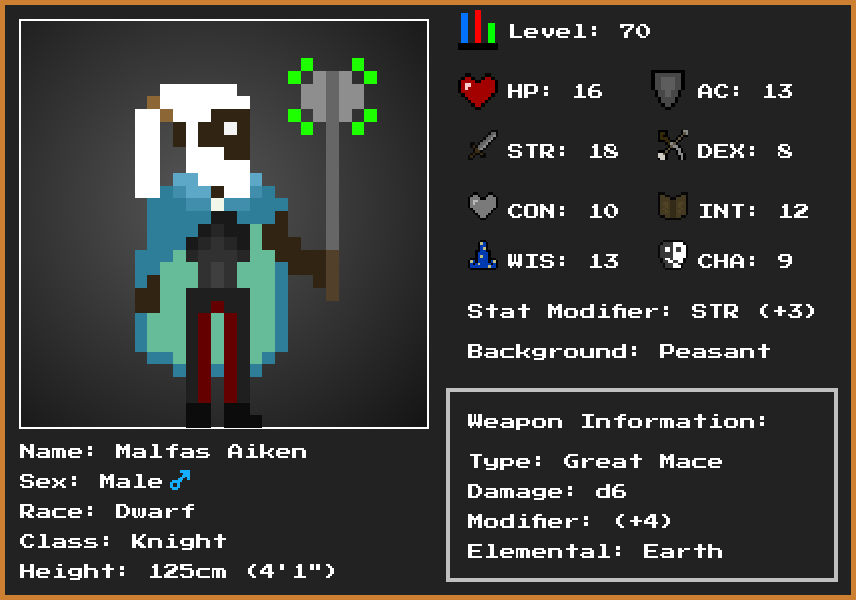 Level: 70
HP: 16
AC: 13
STR: 18
DEX: 8
CON: 10
INT: 12
WIS: 13
CHA: 9
Stat Modifier: STR (+3)
Background: Peasant
Weapon Information:
Type: Great Mace
Damage: d6
Modifier: (+4)
Elemental: Earth
Name: Malfas Aiken
Sex: Male ♂
Race: Dwarf
Class: Knight
Height: 125cm (4'1")